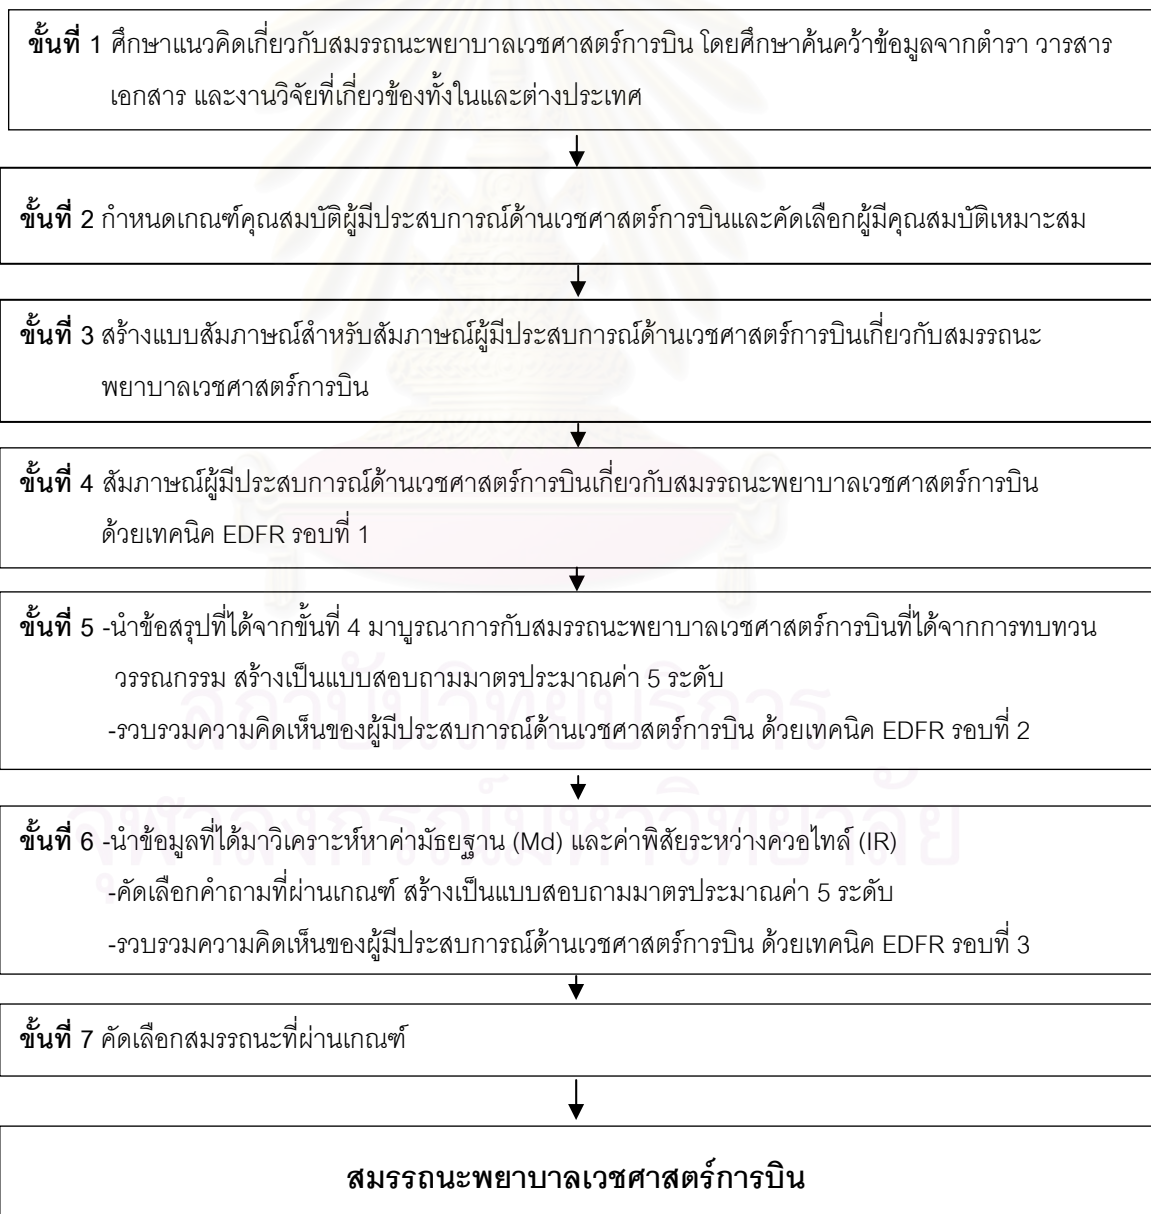 ขั้นที่ 1 ศึกษาแนวคิดเกี่ยวกับสมรรถนะพยาบาลเวชศาสตร์การบิน โดยศึกษาค้นคว้าข้อมูลจากตำรา วารสาร
เอกสาร และงานวิจัยที่เกี่ยวข้องทั้งในและต่างประเทศ
ขั้นที่ 2 กำหนดเกณฑ์คุณสมบัติผู้มีประสบการณ์ด้านเวชศาสตร์การบินและคัดเลือกผู้มีคุณสมบัติเหมาะสม
ขั้นที่ 3 สร้างแบบสัมภาษณ์สำหรับสัมภาษณ์ผู้มีประสบการณ์ด้านเวชศาสตร์การบินเกี่ยวกับสมรรถนะ
พยาบาลเวชศาสตร์การบิน
ขั้นที่ 4 สัมภาษณ์ผู้มีประสบการณ์ด้านเวชศาสตร์การบินเกี่ยวกับสมรรถนะพยาบาลเวชศาสตร์การบิน
ด้วยเทคนิค EDFR รอบที่ 1
ขั้นที่ 5 -นำข้อสรุปที่ได้จากขั้นที่ 4 มาบูรณาการกับสมรรถนะพยาบาลเวชศาสตร์การบินที่ได้จากการทบทวน
วรรณกรรม สร้างเป็นแบบสอบถามมาตรประมาณค่า 5 ระดับ
-รวบรวมความคิดเห็นของผู้มีประสบการณ์ด้านเวชศาสตร์การบิน ด้วยเทคนิค EDFR รอบที่ 2
ขั้นที่ 6 -นำข้อมูลที่ได้มาวิเคราะห์หาค่ามัธยฐาน (Md) และค่าพิสัยระหว่างควอไทล์ (IR)
-คัดเลือกคำถามที่ผ่านเกณฑ์ สร้างเป็นแบบสอบถามมาตรประมาณค่า 5 ระดับ
-รวบรวมความคิดเห็นของผู้มีประสบการณ์ด้านเวชศาสตร์การบิน ด้วยเทคนิค EDFR รอบที่ 3
ขั้นที่ 7 คัดเลือกสมรรถนะที่ผ่านเกณฑ์
สมรรถนะพยาบาลเวชศาสตร์การบิน
สถาบันวิทยบริการ
จุฬาลงกรณ์มหาวิทยาลัย